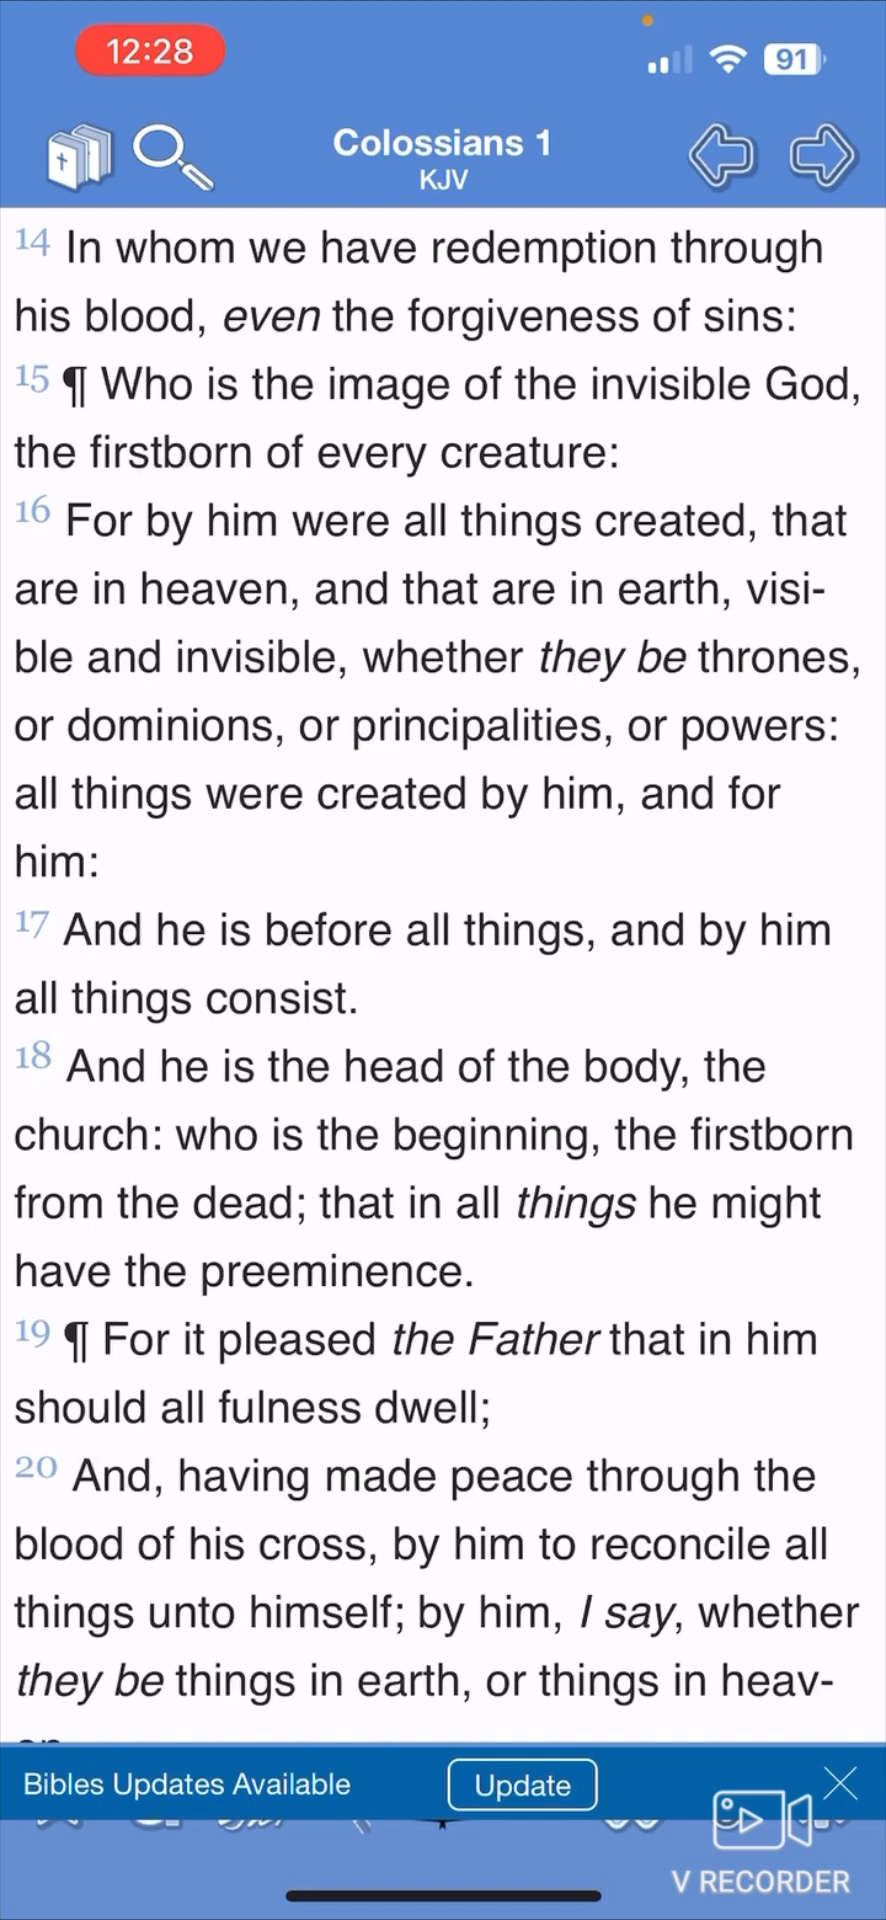 12:28
91
Colossians 1
KJV
14 In whom we have redemption through
his blood, even the forgiveness of sins:
15 ¶ Who is the image of the invisible God,
the firstborn of every creature:
16 For by him were all things created, that
are in heaven, and that are in earth, visi-
ble and invisible, whether they be thrones,
or dominions, or principalities, or powers:
all things were created by him, and for
him:
17 And he is before all things, and by him
all things consist.
18 And he is the head of the body, the
church: who is the beginning, the firstborn
from the dead; that in all things he might
have the preeminence.
19 ¶ For it pleased the Father that in him
should all fulness dwell;
20 And, having made peace through the
blood of his cross, by him to reconcile all
things unto himself; by him, I say, whether
they be things in earth, or things in heav-
Bibles Updates Available
Update
V RECORDER